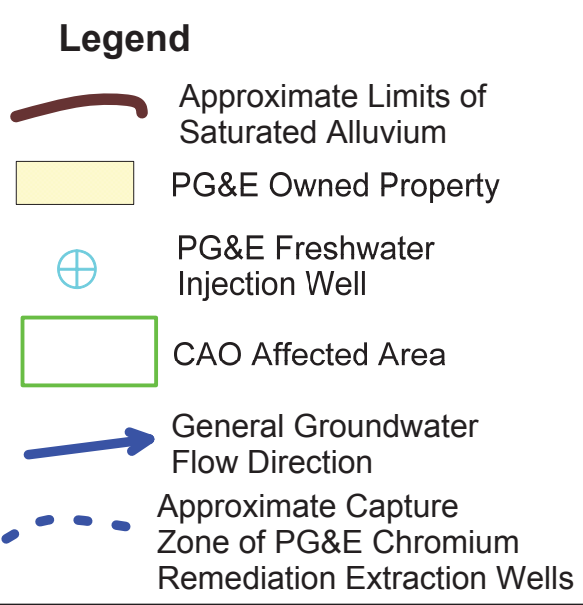 Legend
Approximate Limits of
Saturated Alluvium
PG&E Owned Property
PG&E Freshwater
Injection Well
CAO Affected Area
General Groundwater
Flow Direction
Approximate Capture
Zone of PG&E Chromium
Remediation Extraction Wells